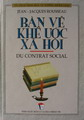 JEAN - JACQUES ROUSSEAU
BÀN VỀ
KHẾ ƯỚC
XÃ HỘI
DU CONTRAT SOCIAL